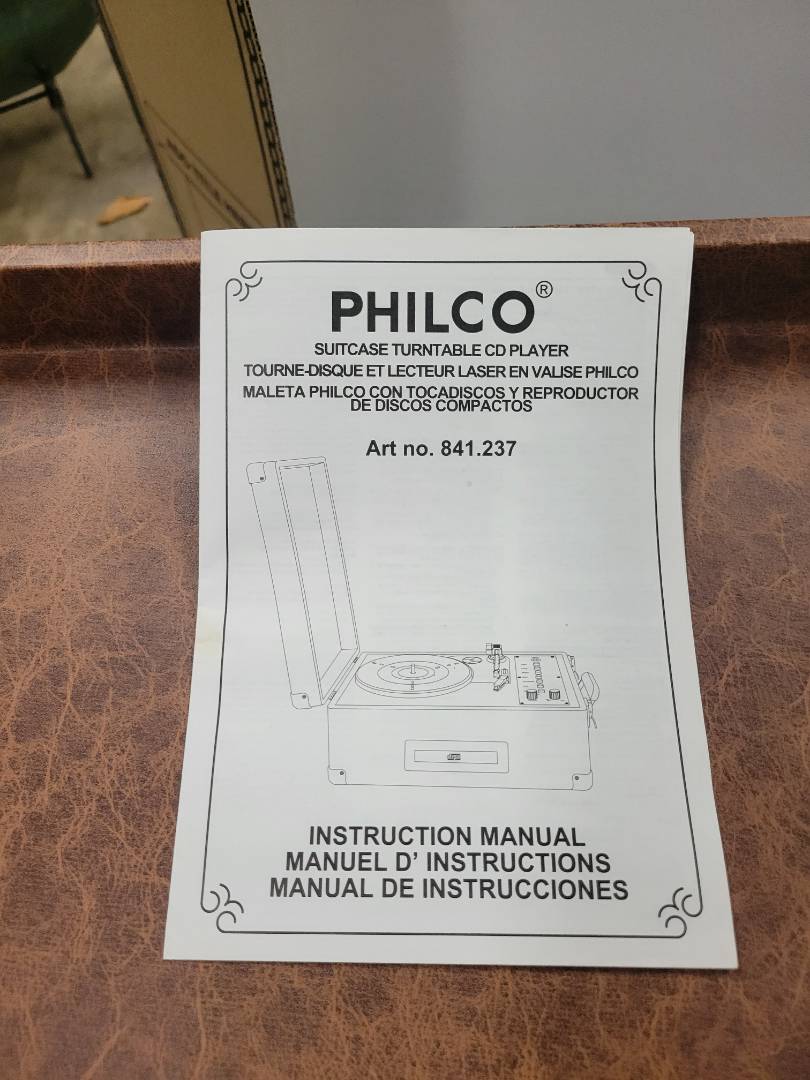 PHILCO®
SUITCASE TURNTABLE CD PLAYER
TOURNE-DISQUE ET LECTEUR LASER EN VALISE PHILCO
MALETA PHILCO CON TOCADISCOS Y REPRODUCTOR
DE DISCOS COMPACTOS
Art no. 841.237
INSTRUCTION MANUAL
MANUEL D' INSTRUCTIONS
MANUAL DE INSTRUCCIONES